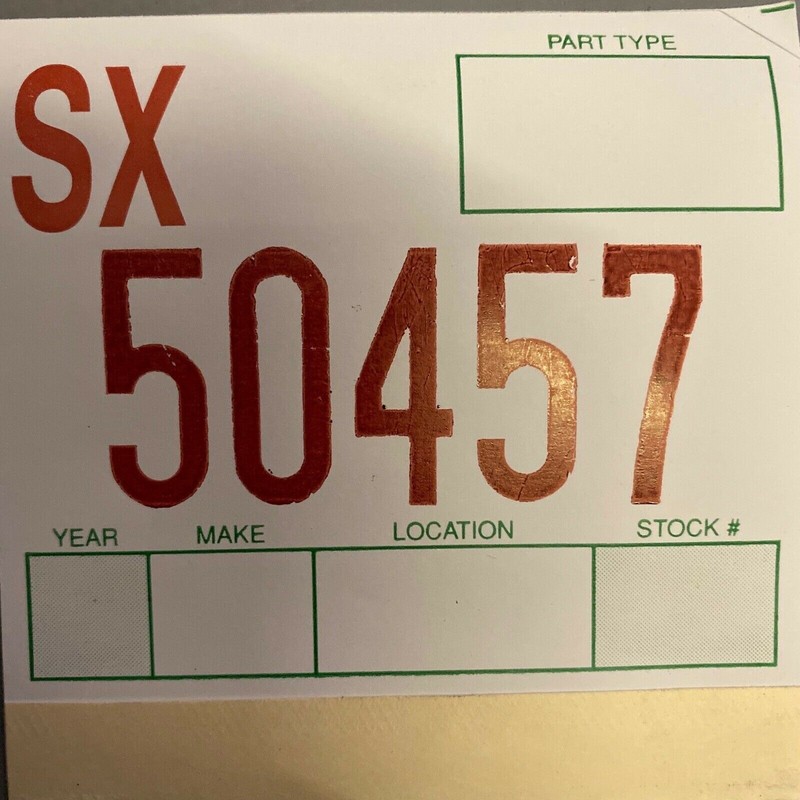 PART TYPE
SX
50457
YEAR MAKE LOCATION STOCK #